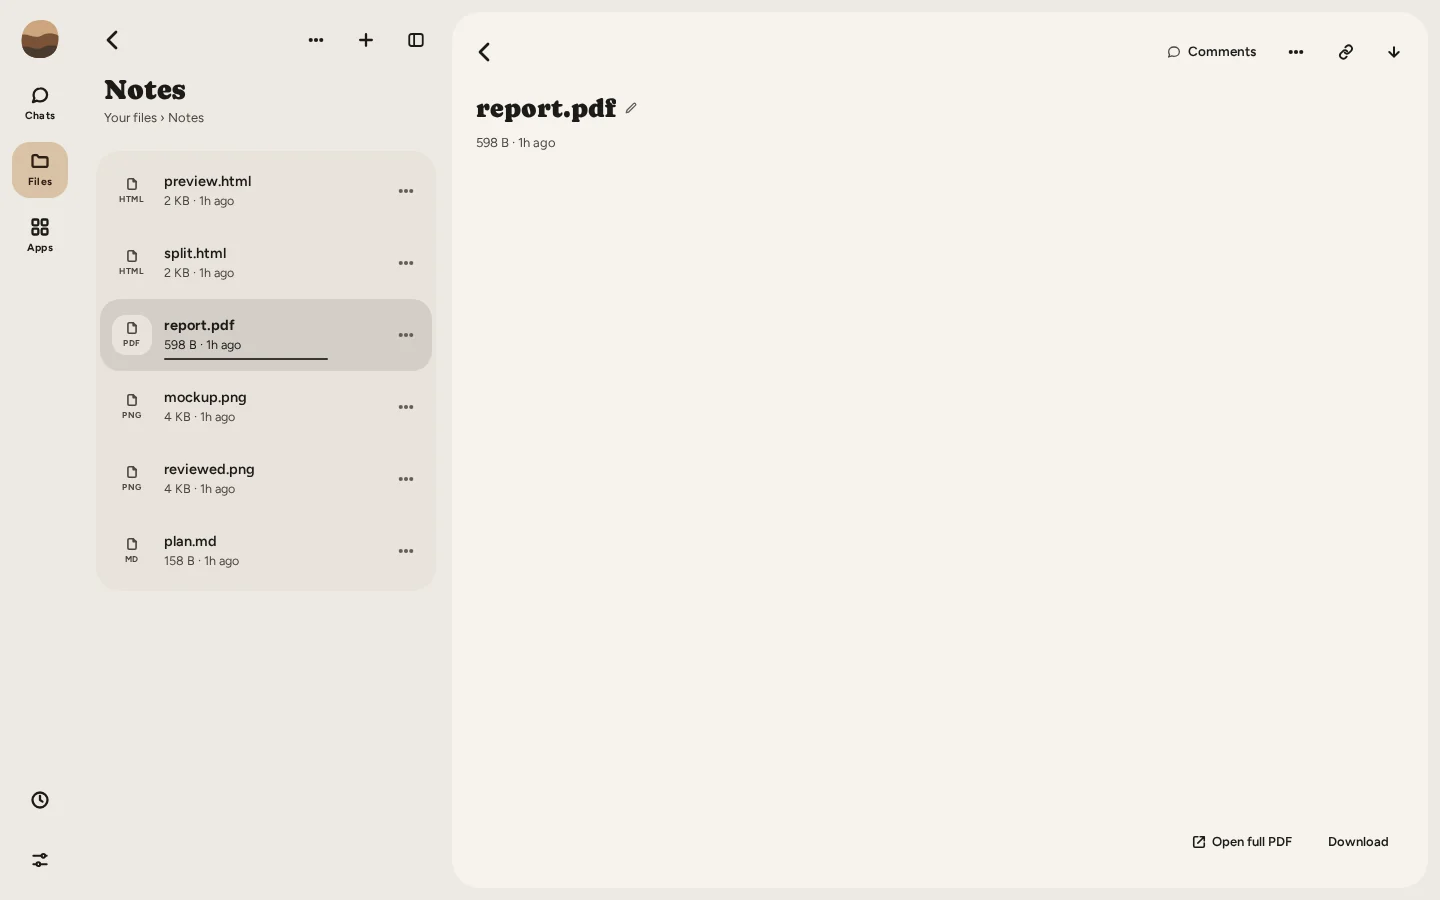 Chats
Files
Apps
Notes
Your files › Notes
HTML
preview.html
2 KB · 1h ago
HTML
split.html
2 KB · 1h ago
PDF
report.pdf
598 B · 1h ago
PNG
mockup.png
4 KB · 1h ago
PNG
reviewed.png
4 KB · 1h ago
MD
plan.md
158 B · 1h ago
Comments
report.pdf
598 B · 1h ago
Open full PDF
Download